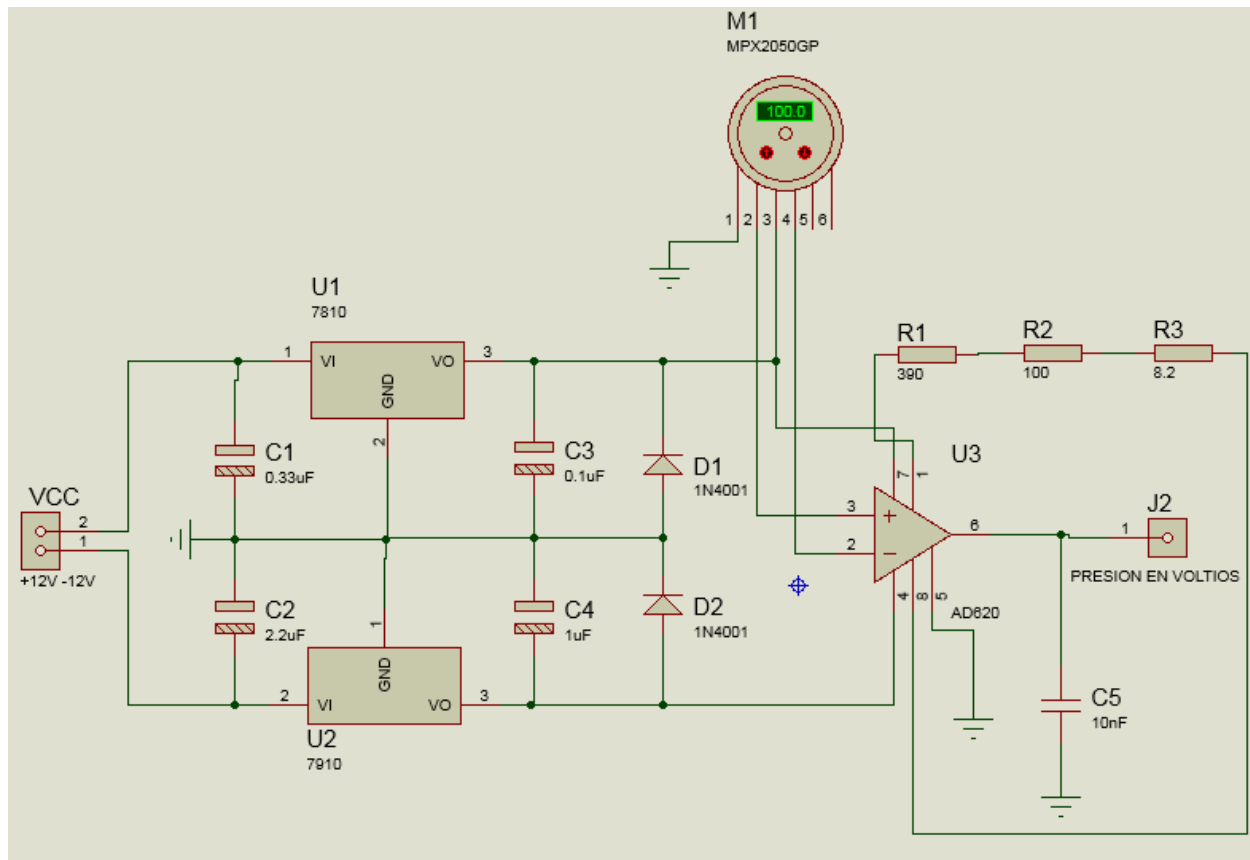 M1
MPX2050GP
100.0
1 2 3 4 5 6
U1
7810
1 VI VO 3
GND
2
R1
390
R2
100
R3
8.2
C1
0.33uF
C3
0.1uF
D1
1N4001
U3
7 1
3 +
2 −
6
4 8 5
AD620
J2
1
PRESION EN VOLTIOS
VCC
2
1
+12V -12V
C2
2.2uF
C4
1uF
D2
1N4001
1
GND
2 VI VO 3
U2
7910
C5
10nF